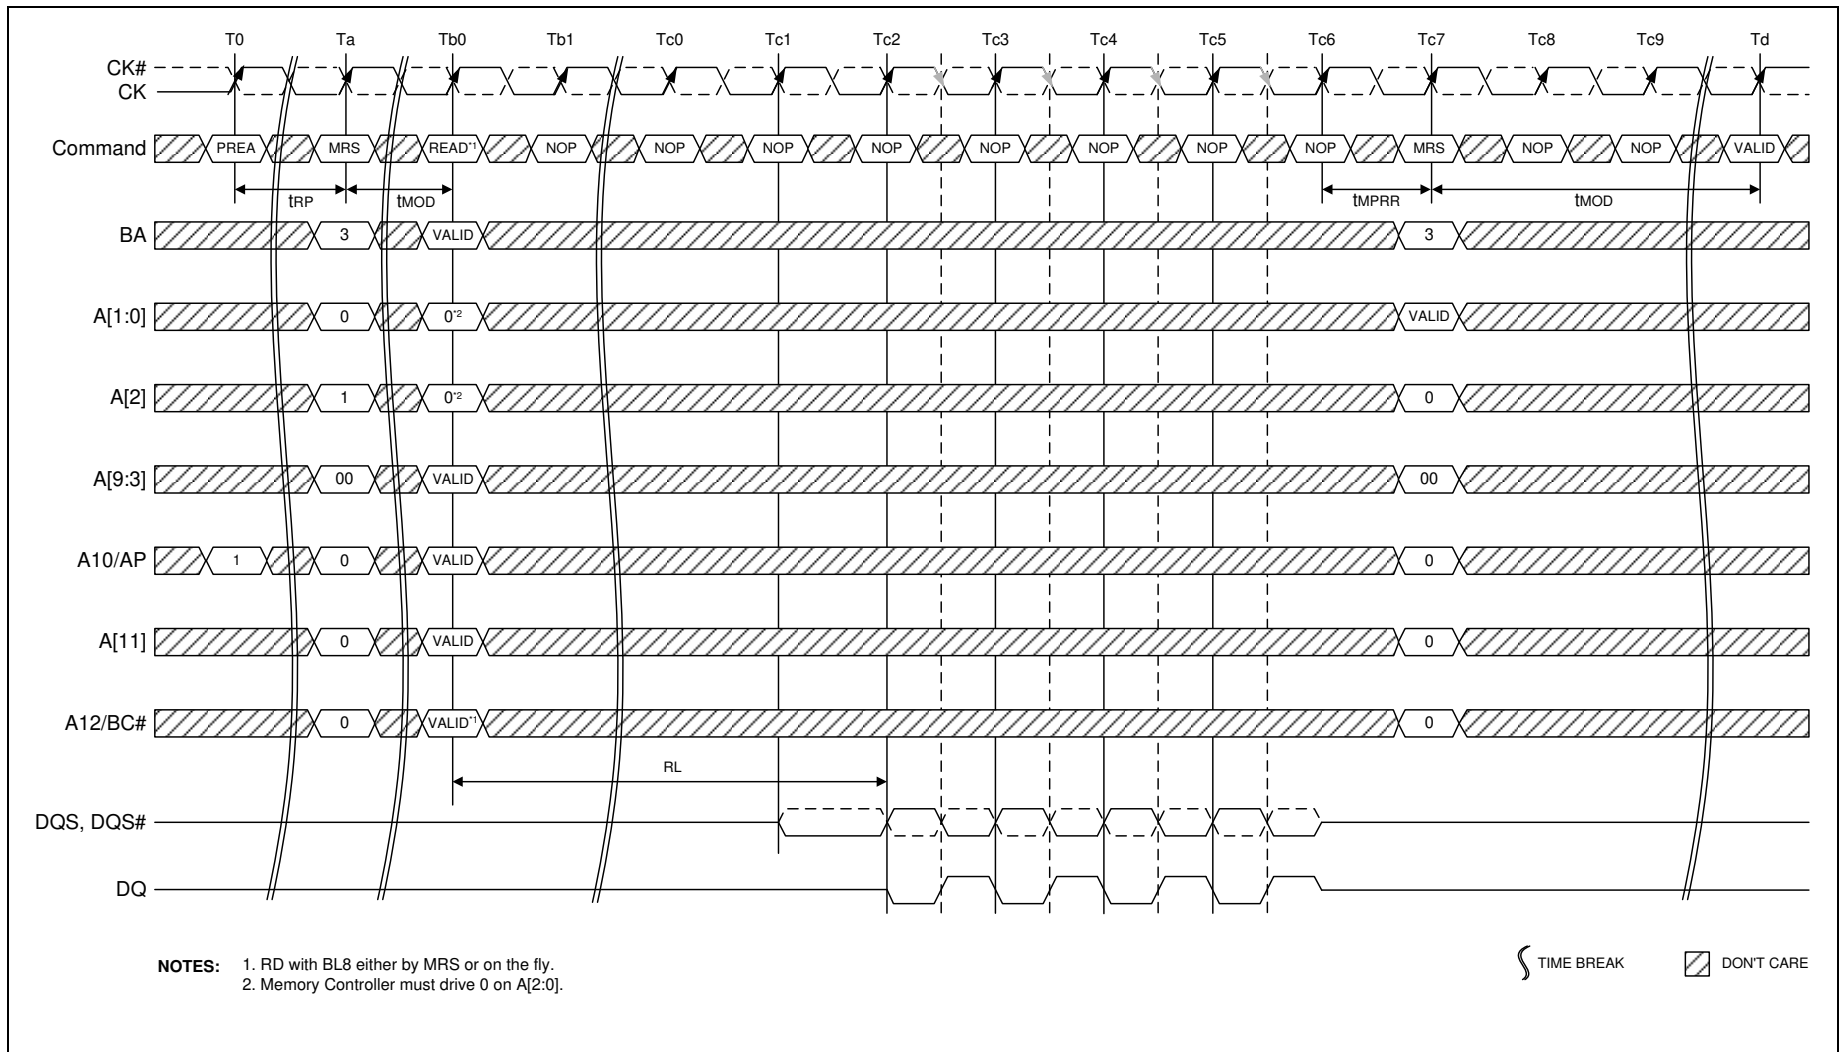 T0 Ta Tb0 Tb1 Tc0 Tc1 Tc2 Tc3 Tc4 Tc5 Tc6 Tc7 Tc8 Tc9 Td
CK#
CK
Command PREA MRS READ*1 NOP NOP NOP NOP NOP NOP NOP NOP MRS NOP NOP VALID
tRP tMOD tMPRR tMOD
BA 3 VALID 3
A[1:0] 0 0*2 VALID
A[2] 1 0*2 0
A[9:3] 00 VALID 00
A10/AP 1 0 VALID 0
A[11] 0 VALID 0
A12/BC# 0 VALID*1 0
RL
DQS, DQS#
DQ
NOTES: 1. RD with BL8 either by MRS or on the fly.
2. Memory Controller must drive 0 on A[2:0].
TIME BREAK DON'T CARE